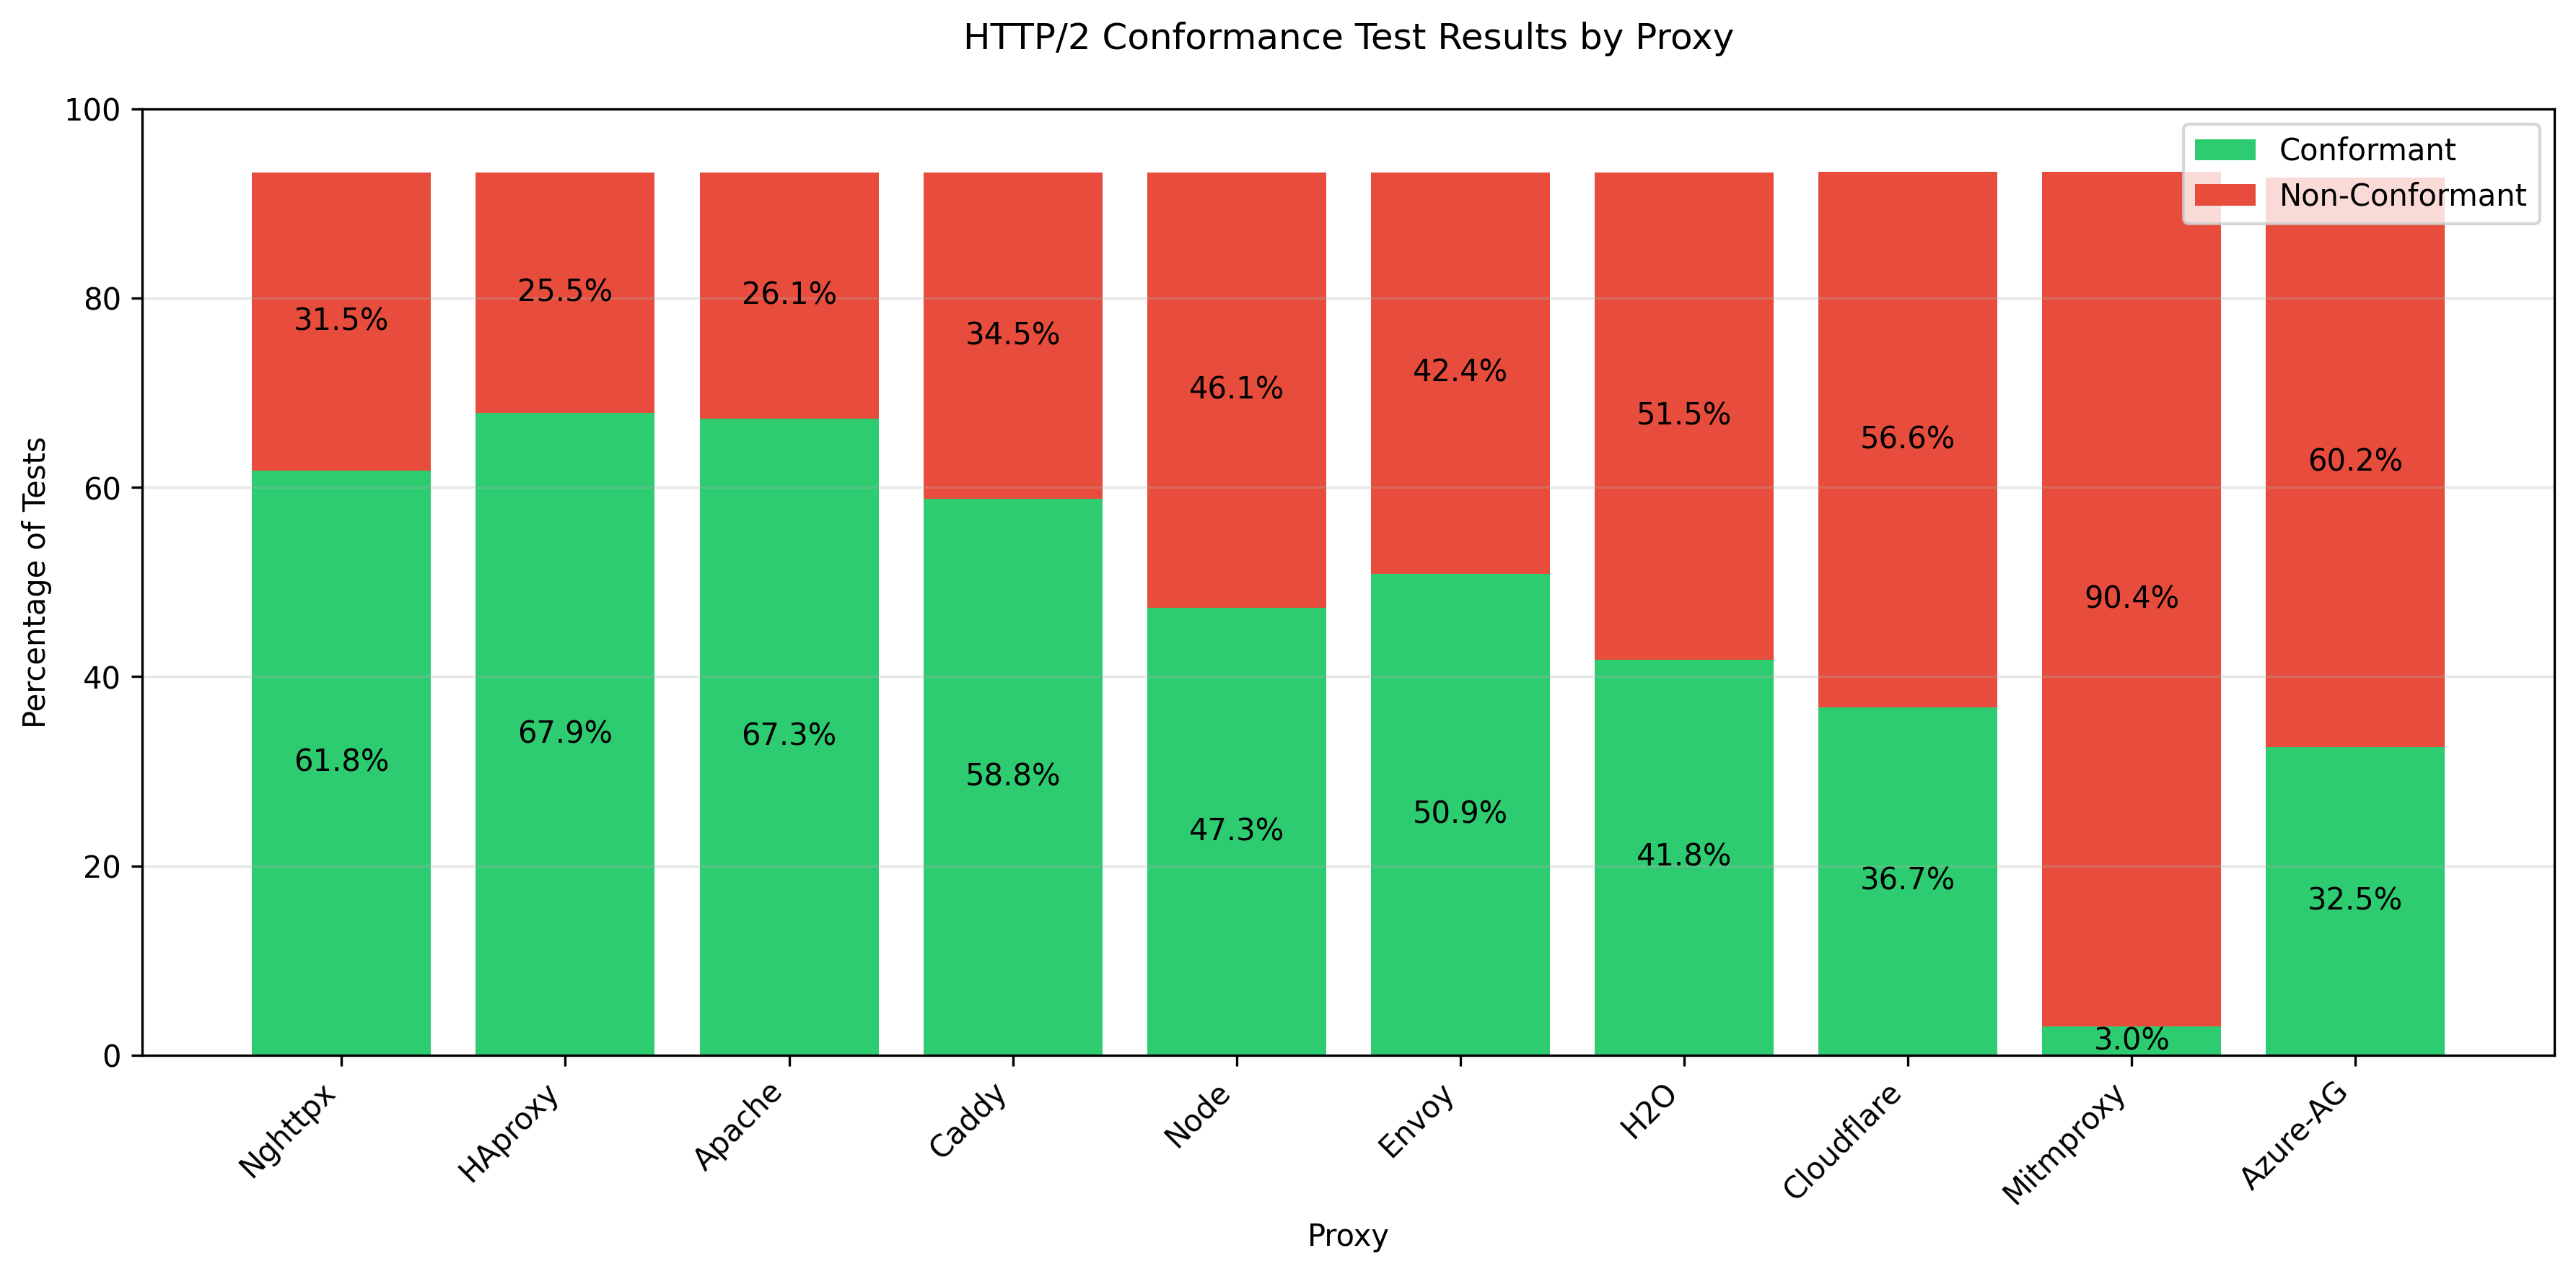 HTTP/2 Conformance Test Results by Proxy
Conformant
Non-Conformant
Percentage of Tests
100
80
60
40
20
0
31.5%
25.5%
26.1%
34.5%
46.1%
42.4%
51.5%
56.6%
90.4%
60.2%
61.8%
67.9%
67.3%
58.8%
47.3%
50.9%
41.8%
36.7%
3.0%
32.5%
Nghttpx
HAproxy
Apache
Caddy
Node
Envoy
H2O
Cloudflare
Mitmproxy
Azure-AG
Proxy